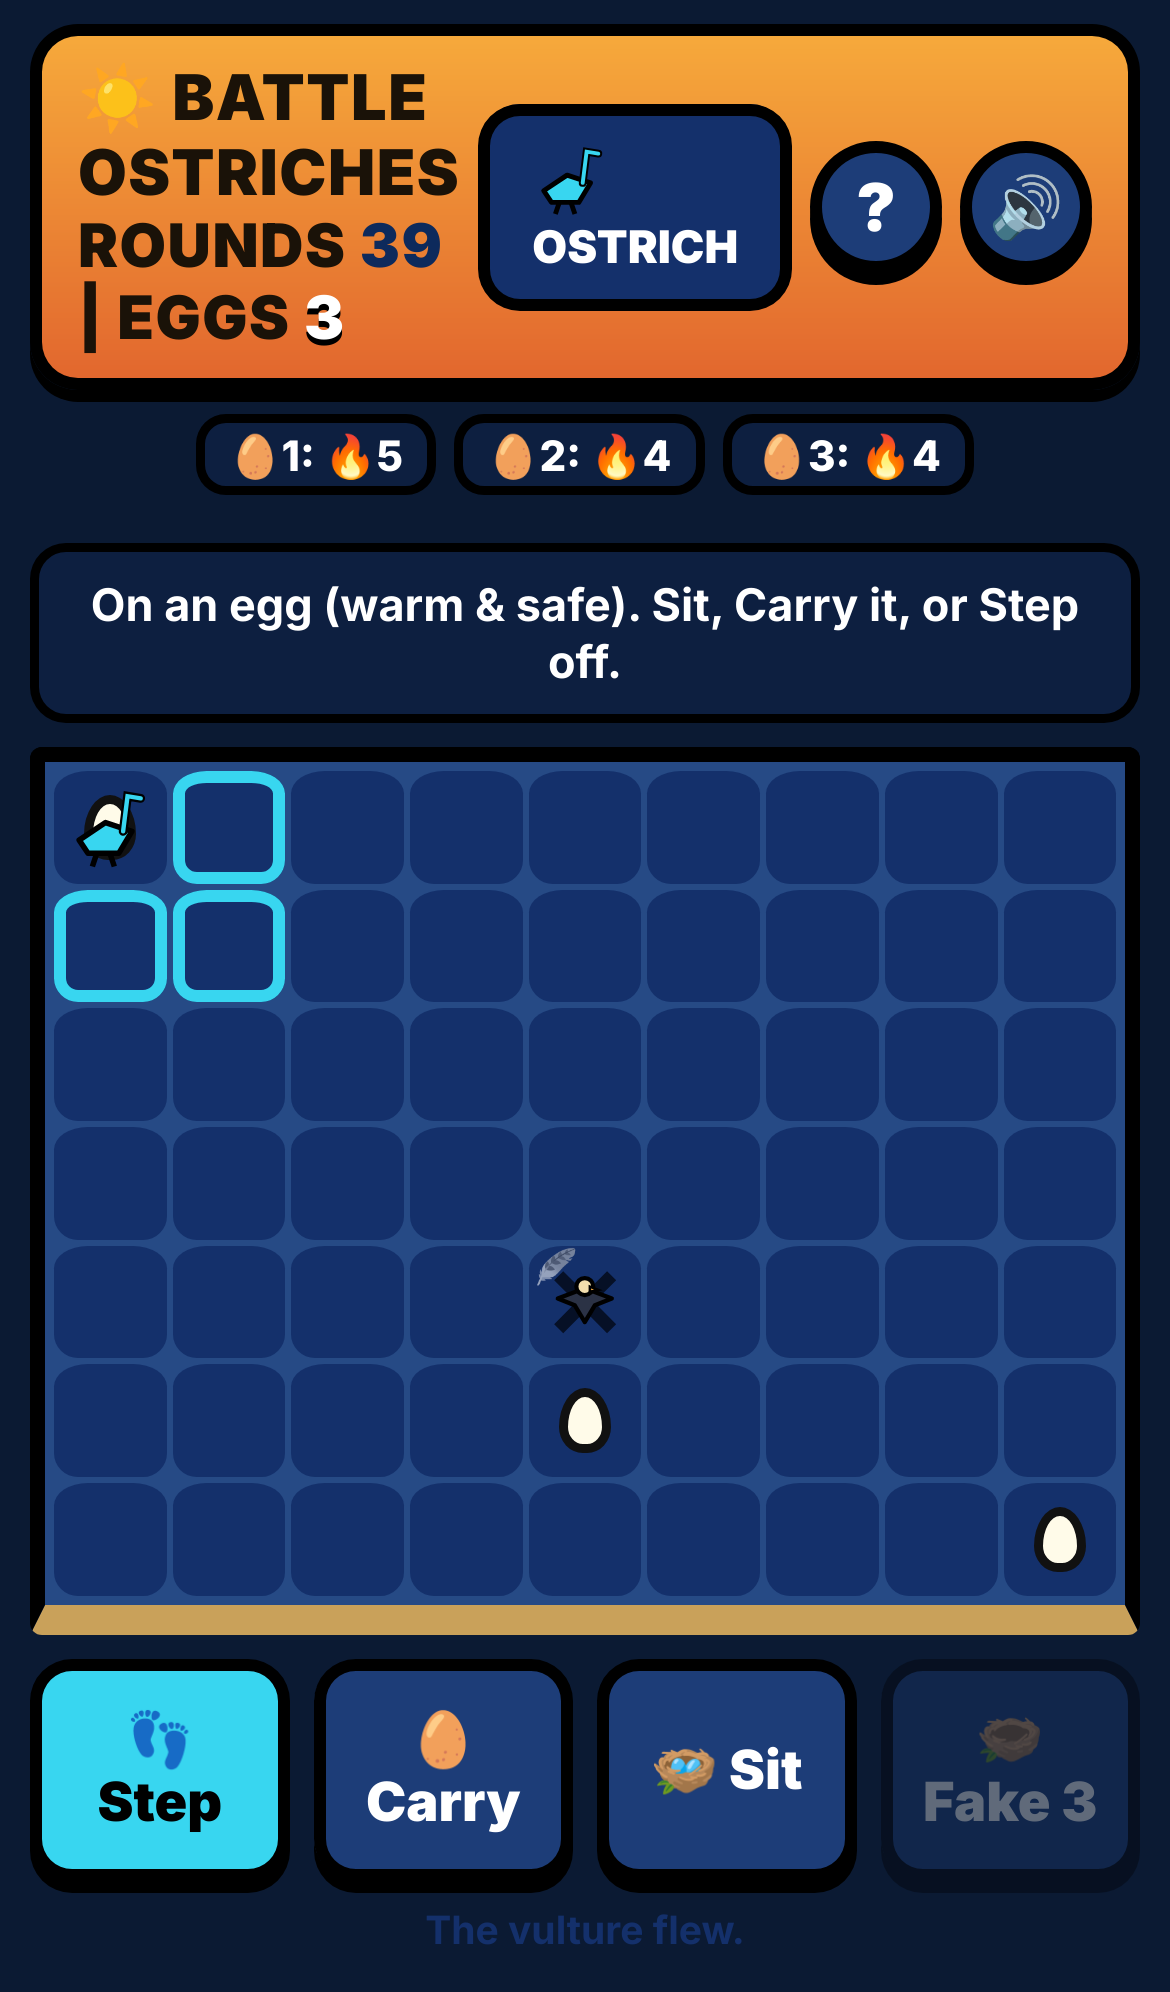 BATTLE
OSTRICHES
ROUNDS 39
| EGGS 3
OSTRICH
?
1: 5
2: 4
3: 4
On an egg (warm & safe). Sit, Carry it, or Step
off.
Step
Carry
Sit
Fake 3
The vulture flew.